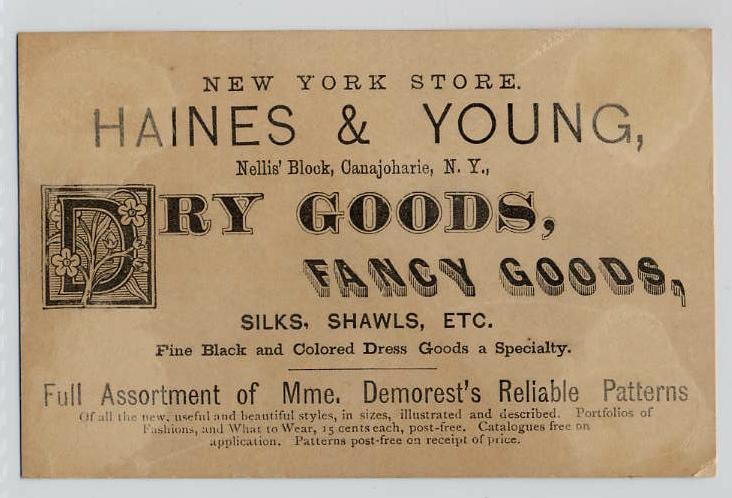 NEW YORK STORE.
HAINES & YOUNG,
Nellis' Block, Canajoharie, N. Y.,
DRY GOODS,
FANCY GOODS,
SILKS, SHAWLS, ETC.
Fine Black and Colored Dress Goods a Specialty.
Full Assortment of Mme. Demorest's Reliable Patterns
Of all the new, useful and beautiful styles, in sizes, illustrated and described. Portfolios of
Fashions, and What to Wear, 15 cents each, post-free. Catalogues free on
application. Patterns post-free on receipt of price.